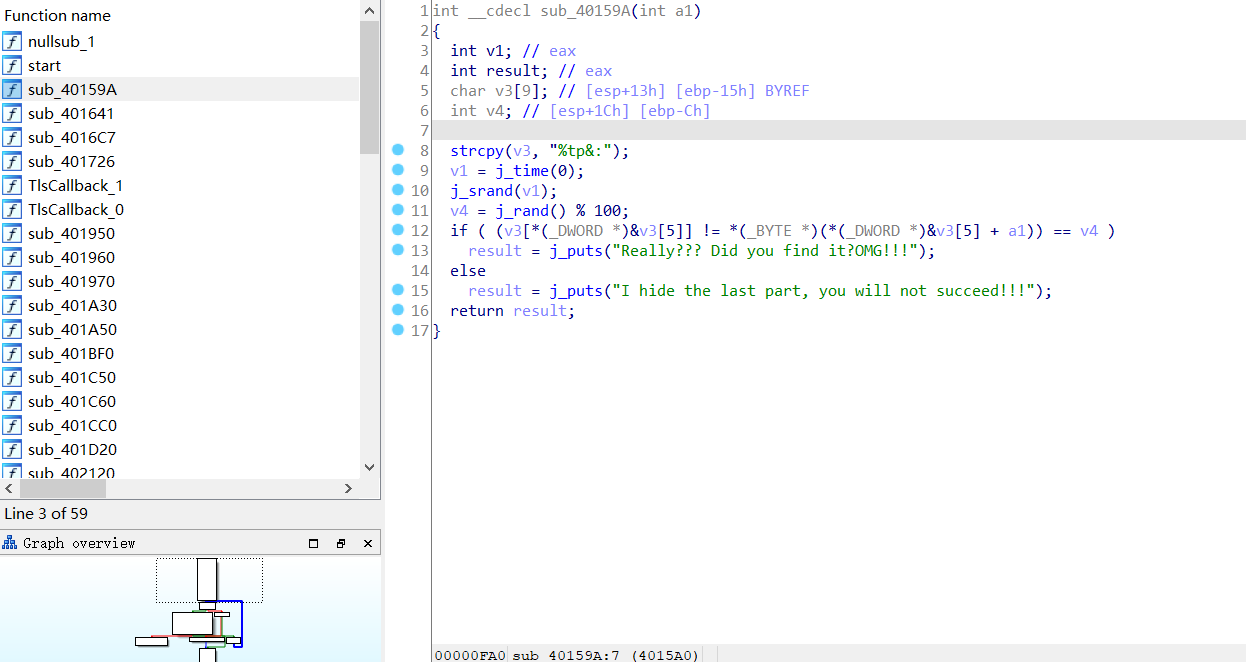 Function name
nullsub_1
start
sub_40159A
sub_401641
sub_4016C7
sub_401726
TlsCallback_1
TlsCallback_0
sub_401950
sub_401960
sub_401970
sub_401A30
sub_401A50
sub_401BF0
sub_401C50
sub_401C60
sub_401CC0
sub_401D20
sub_402120
Line 3 of 59
Graph overview
1 int __cdecl sub_40159A(int a1)
2 {
3 int v1; // eax
4 int result; // eax
5 char v3[9]; // [esp+13h] [ebp-15h] BYREF
6 int v4; // [esp+1Ch] [ebp-Ch]
7
8 strcpy(v3, "%tp&:");
9 v1 = j_time(0);
10 j_srand(v1);
11 v4 = j_rand() % 100;
12 if ( (v3[*(_DWORD *)&v3[5]] != *(_BYTE *)(*(_DWORD *)&v3[5] + a1)) == v4 )
13 result = j_puts("Really??? Did you find it?OMG!!!");
14 else
15 result = j_puts("I hide the last part, you will not succeed!!!");
16 return result;
17 }
00000FA0 sub_40159A:7 (4015A0)